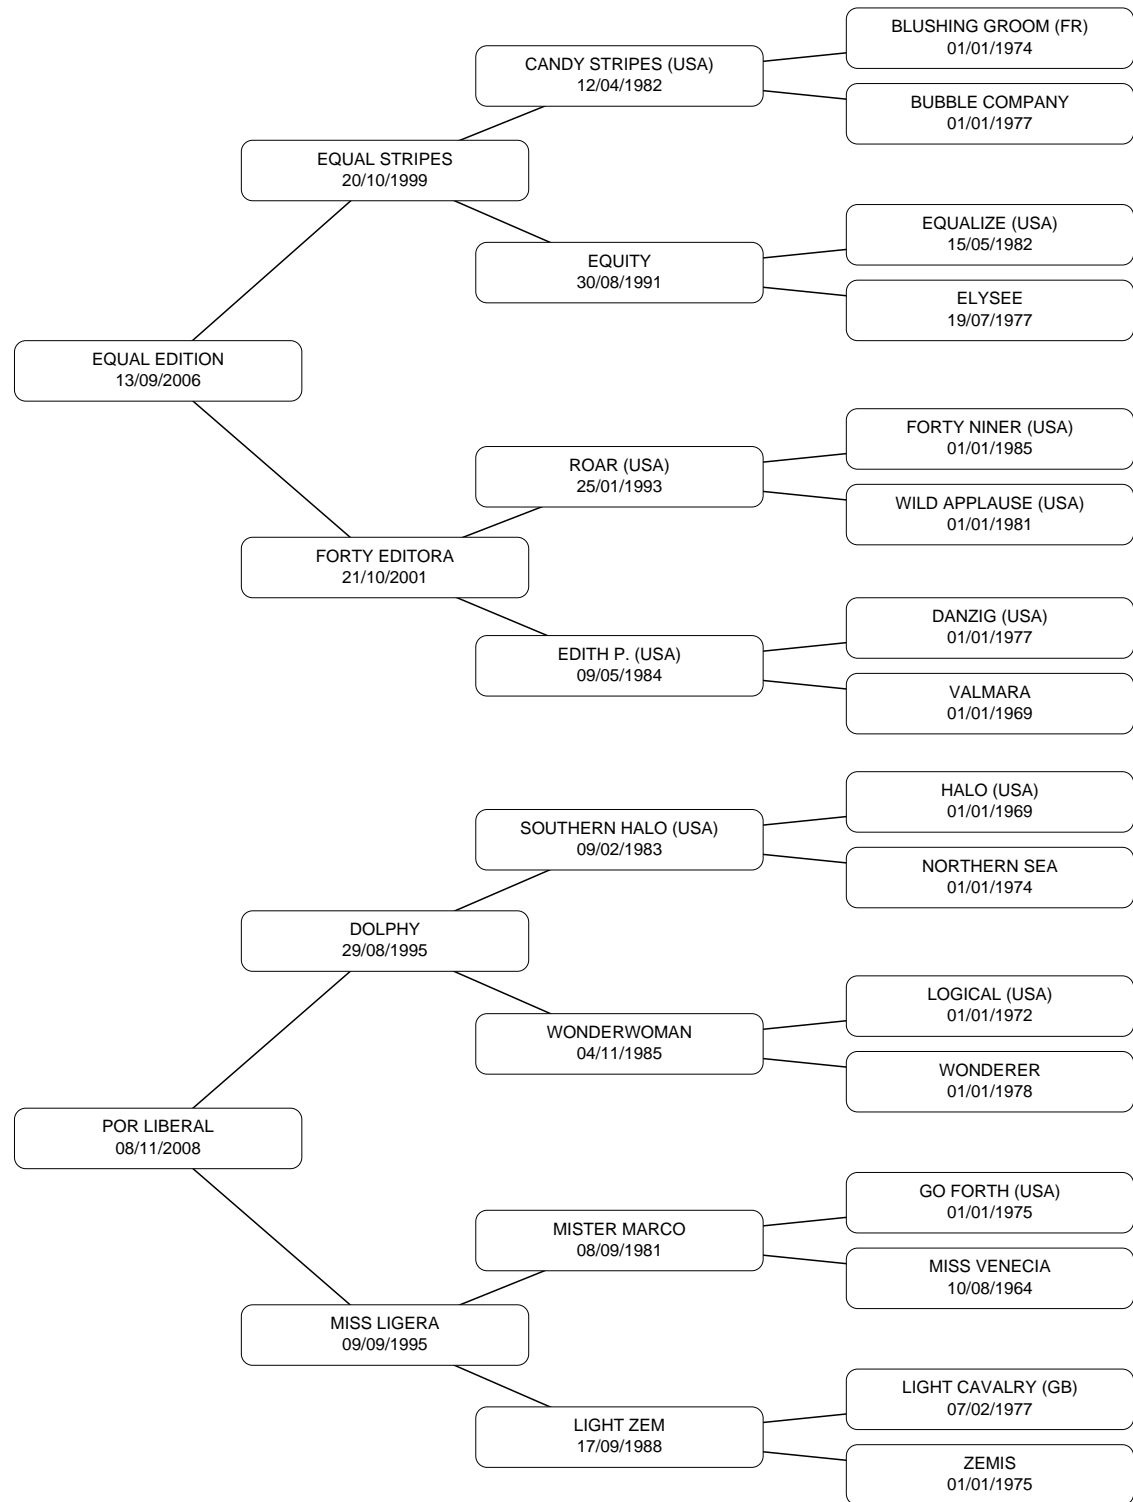 BLUSHING GROOM (FR)
01/01/1974
CANDY STRIPES (USA)
12/04/1982
BUBBLE COMPANY
01/01/1977
EQUAL STRIPES
20/10/1999
EQUALIZE (USA)
15/05/1982
EQUITY
30/08/1991
ELYSEE
19/07/1977
EQUAL EDITION
13/09/2006
FORTY NINER (USA)
01/01/1985
ROAR (USA)
25/01/1993
WILD APPLAUSE (USA)
01/01/1981
FORTY EDITORA
21/10/2001
DANZIG (USA)
01/01/1977
EDITH P. (USA)
09/05/1984
VALMARA
01/01/1969
HALO (USA)
01/01/1969
SOUTHERN HALO (USA)
09/02/1983
NORTHERN SEA
01/01/1974
DOLPHY
29/08/1995
LOGICAL (USA)
01/01/1972
WONDERWOMAN
04/11/1985
WONDERER
01/01/1978
POR LIBERAL
08/11/2008
GO FORTH (USA)
01/01/1975
MISTER MARCO
08/09/1981
MISS VENECIA
10/08/1964
MISS LIGERA
09/09/1995
LIGHT CAVALRY (GB)
07/02/1977
LIGHT ZEM
17/09/1988
ZEMIS
01/01/1975